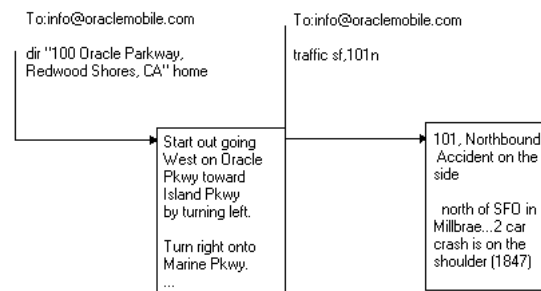 To:info@oraclemobile.com
dir "100 Oracle Parkway,
Redwood Shores, CA" home
Start out going
West on Oracle
Pkwy toward
Island Pkwy
by turning left.
Turn right onto
Marine Pkwy.
...
To:info@oraclemobile.com
traffic sf,101n
101, Northbound
Accident on the
side
north of SFO in
Millbrae...2 car
crash is on the
shoulder (1847)